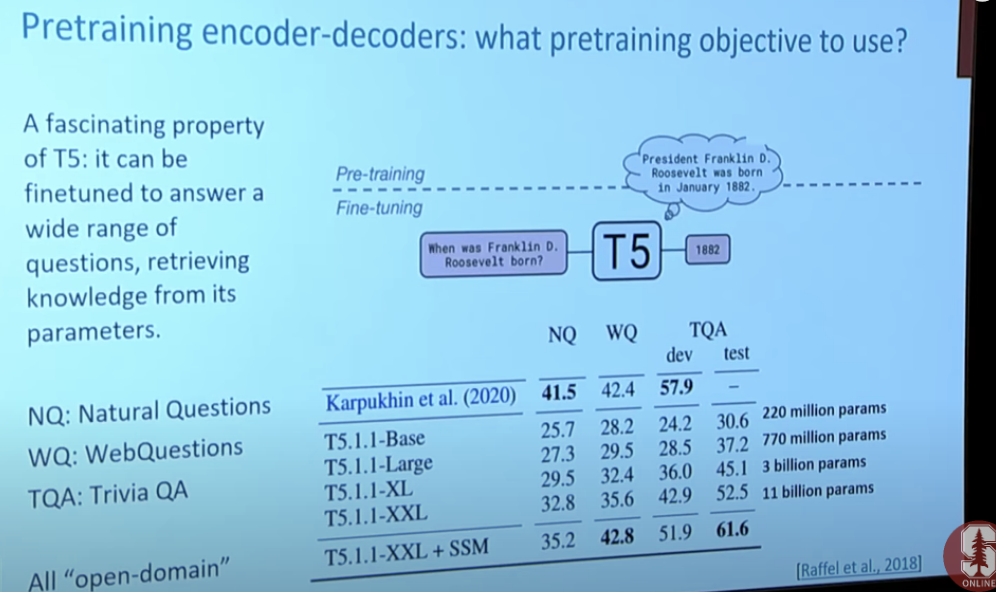 Pretraining encoder-decoders: what pretraining objective to use?
A fascinating property
of T5: it can be
finetuned to answer a
wide range of
questions, retrieving
knowledge from its
parameters.
Pre-training
Fine-tuning
President Franklin D.
Roosevelt was born
in January 1882.
When was Franklin D.
Roosevelt born?
T5
1882
NQ WQ TQA
dev test
Karpukhin et al. (2020) 41.5 42.4 57.9 –
T5.1.1-Base 25.7 28.2 24.2 30.6 220 million params
T5.1.1-Large 27.3 29.5 28.5 37.2 770 million params
T5.1.1-XL 29.5 32.4 36.0 45.1 3 billion params
T5.1.1-XXL 32.8 35.6 42.9 52.5 11 billion params
T5.1.1-XXL + SSM 35.2 42.8 51.9 61.6
NQ: Natural Questions
WQ: WebQuestions
TQA: Trivia QA
All “open-domain”
[Raffel et al., 2018]
S
ONLINE